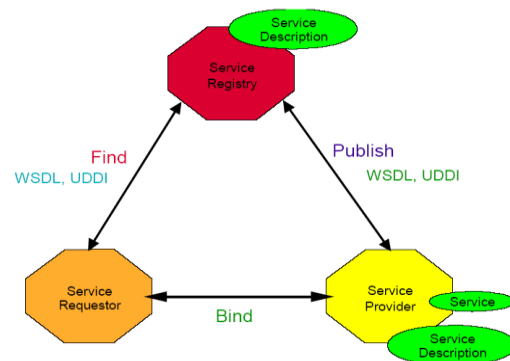 Service
Description
Service
Registry
Find
WSDL, UDDI
Publish
WSDL, UDDI
Service
Requestor
Bind
Service
Provider
Service
Service
Description